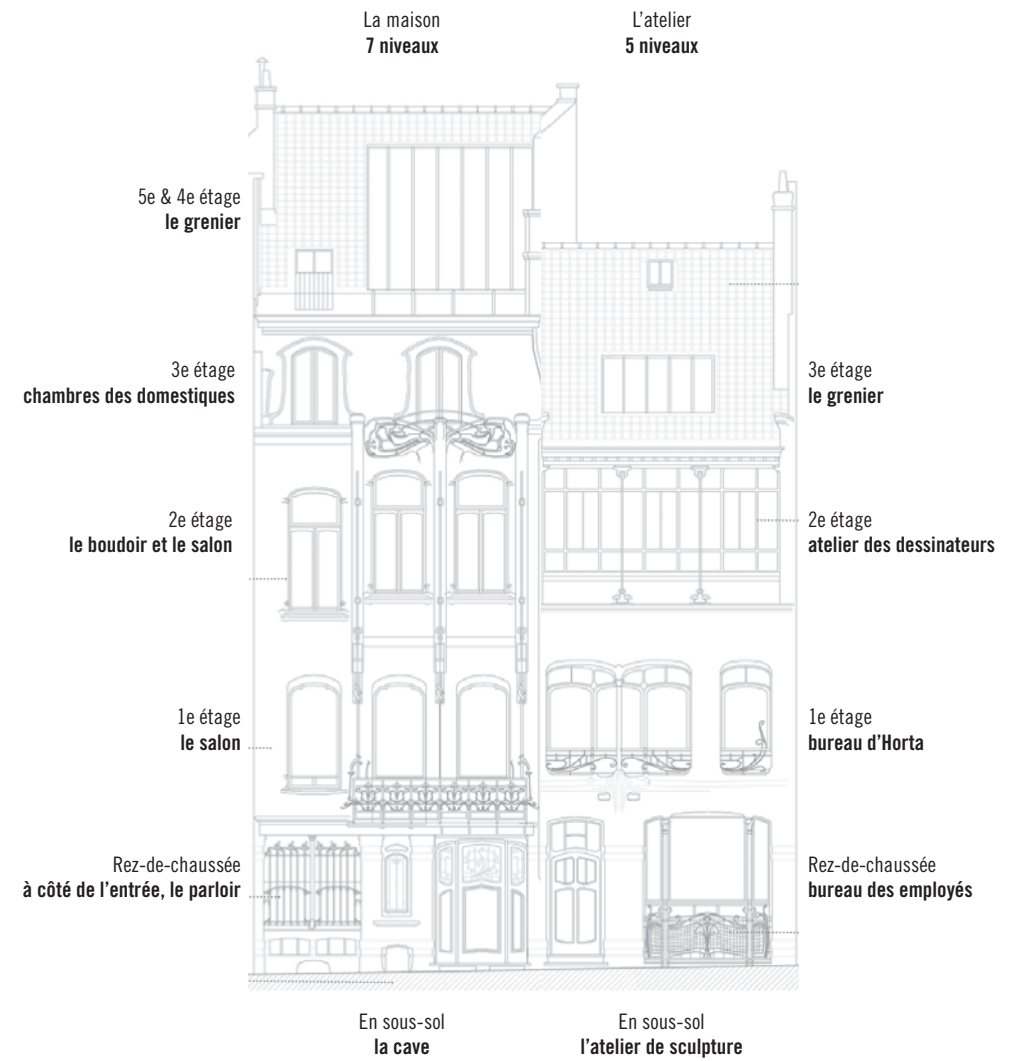 La maison
7 niveaux
L'atelier
5 niveaux
5e & 4e étage
le grenier
3e étage
chambres des domestiques
3e étage
le grenier
2e étage
le boudoir et le salon
2e étage
atelier des dessinateurs
1e étage
le salon
1e étage
bureau d'Horta
Rez-de-chaussée
à côté de l'entrée, le parloir
Rez-de-chaussée
bureau des employés
En sous-sol
la cave
En sous-sol
l'atelier de sculpture